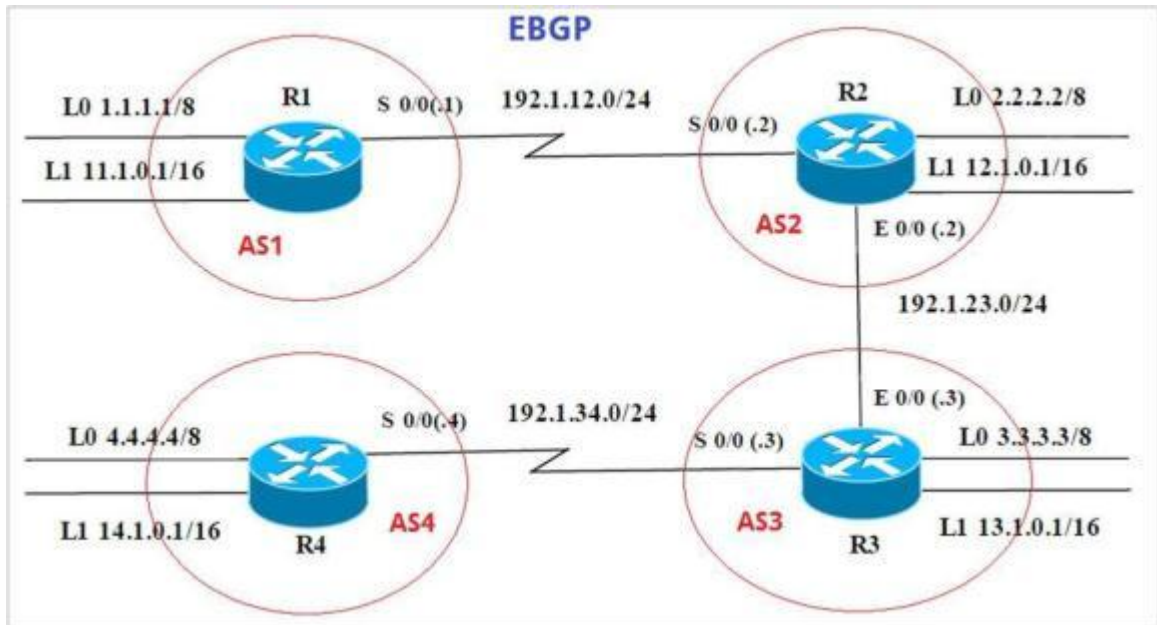 EBGP
L0 1.1.1.1/8
R1
S 0/0(.1)
192.1.12.0/24
S 0/0 (.2)
R2
L0 2.2.2.2/8
L1 11.1.0.1/16
L1 12.1.0.1/16
AS1
AS2
E 0/0 (.2)
192.1.23.0/24
L0 4.4.4.4/8
S 0/0(.4)
192.1.34.0/24
S 0/0 (.3)
E 0/0 (.3)
L0 3.3.3.3/8
L1 14.1.0.1/16
R4
AS4
AS3
R3
L1 13.1.0.1/16